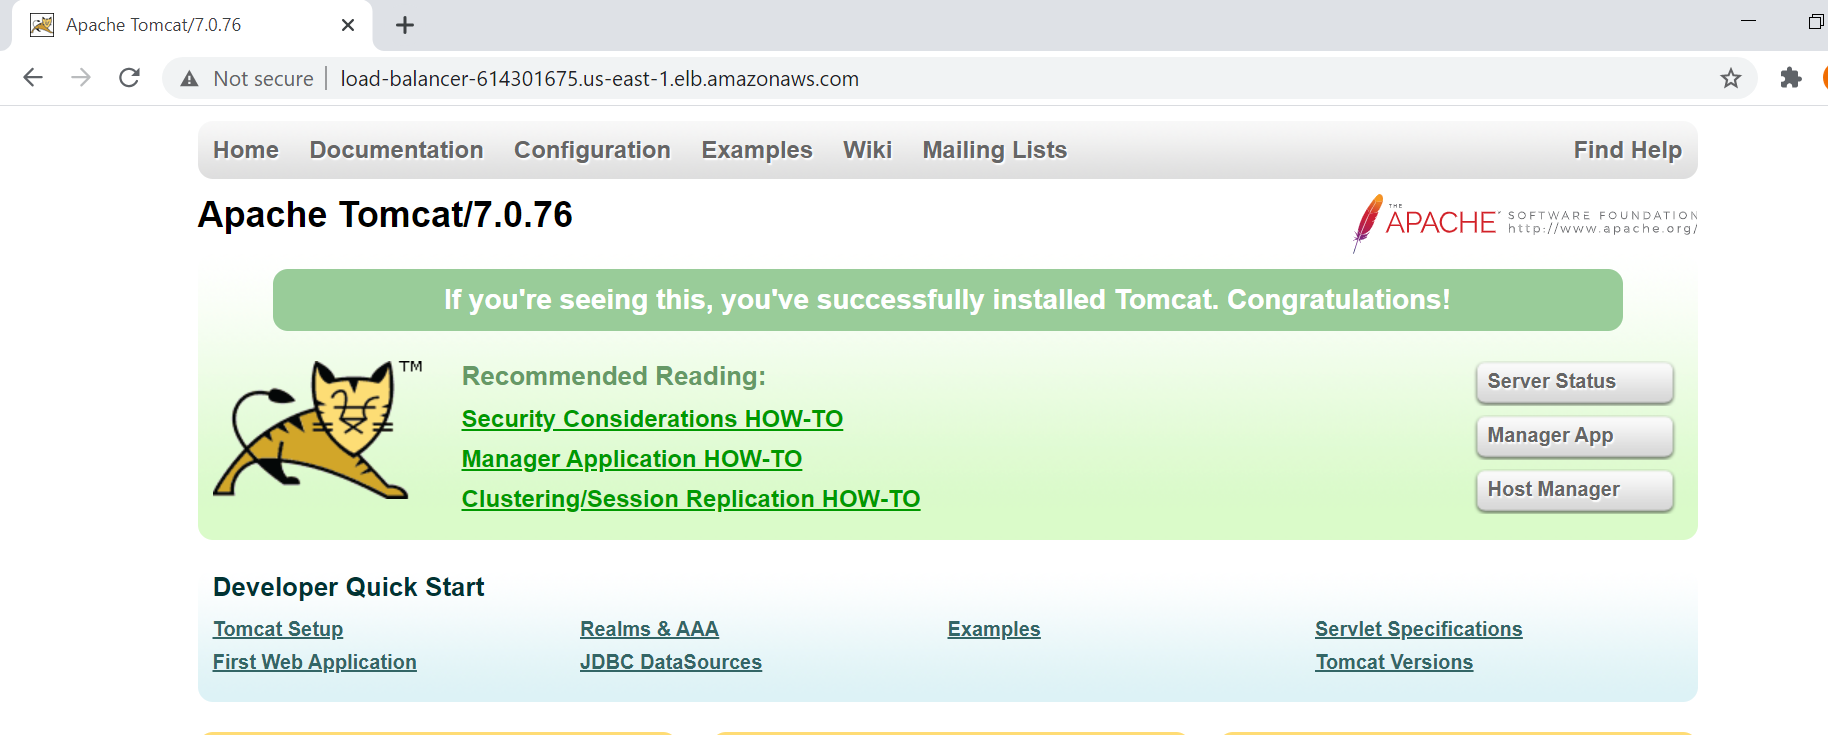 Apache Tomcat/7.0.76
Not secure load-balancer-614301675.us-east-1.elb.amazonaws.com
Home Documentation Configuration Examples Wiki Mailing Lists Find Help
Apache Tomcat/7.0.76
THE APACHE SOFTWARE FOUNDATION
http://www.apache.org/
If you're seeing this, you've successfully installed Tomcat. Congratulations!
TM
Recommended Reading:
Security Considerations HOW-TO
Manager Application HOW-TO
Clustering/Session Replication HOW-TO
Server Status
Manager App
Host Manager
Developer Quick Start
Tomcat Setup
First Web Application
Realms & AAA
JDBC DataSources
Examples
Servlet Specifications
Tomcat Versions